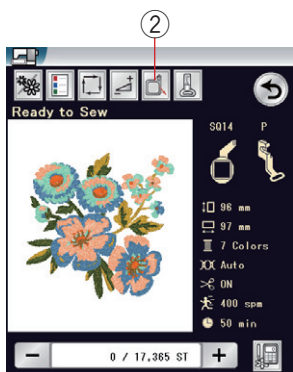 2
Ready to Sew
SQ14 P
96 mm
97 mm
7 Colors
Auto
ON
400 spm
50 min
− 0 / 17,365 ST +